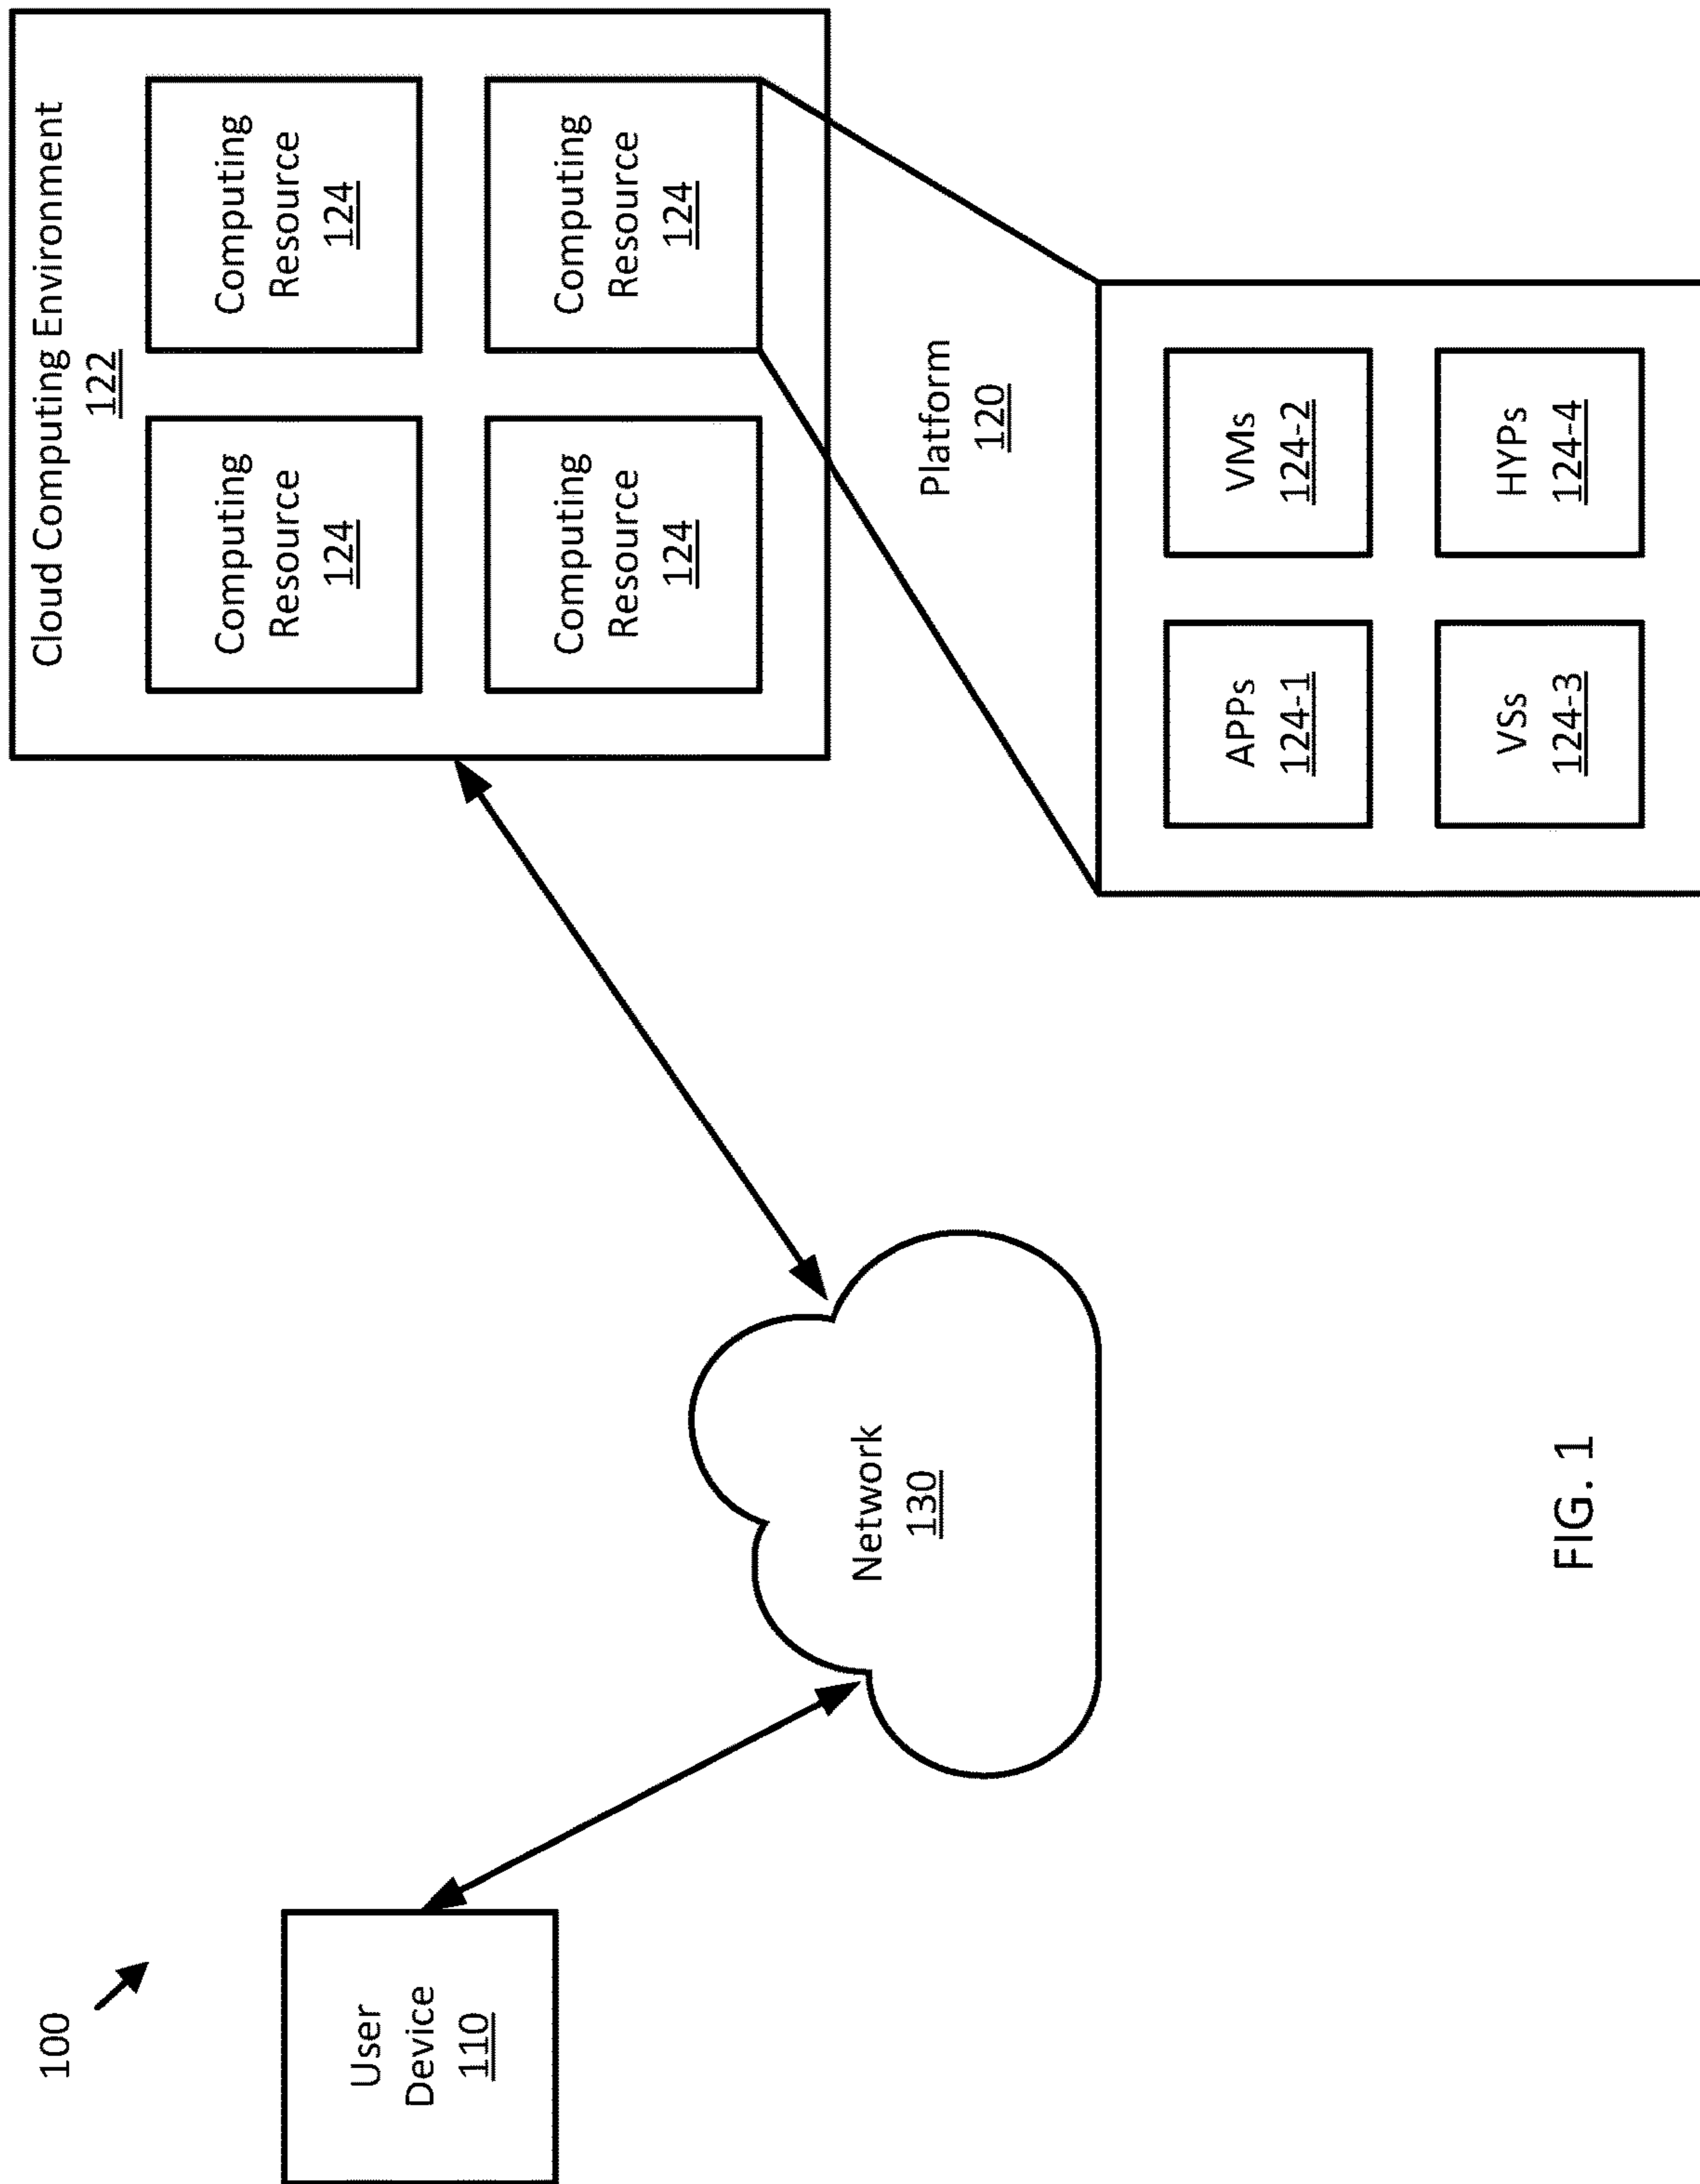 100
User
Device
110
Network
130
Cloud Computing Environment
122
Computing
Resource
124
Computing
Resource
124
Computing
Resource
124
Computing
Resource
124
Platform
120
APPs
124-1
VMs
124-2
VSs
124-3
HYPs
124-4
FIG. 1